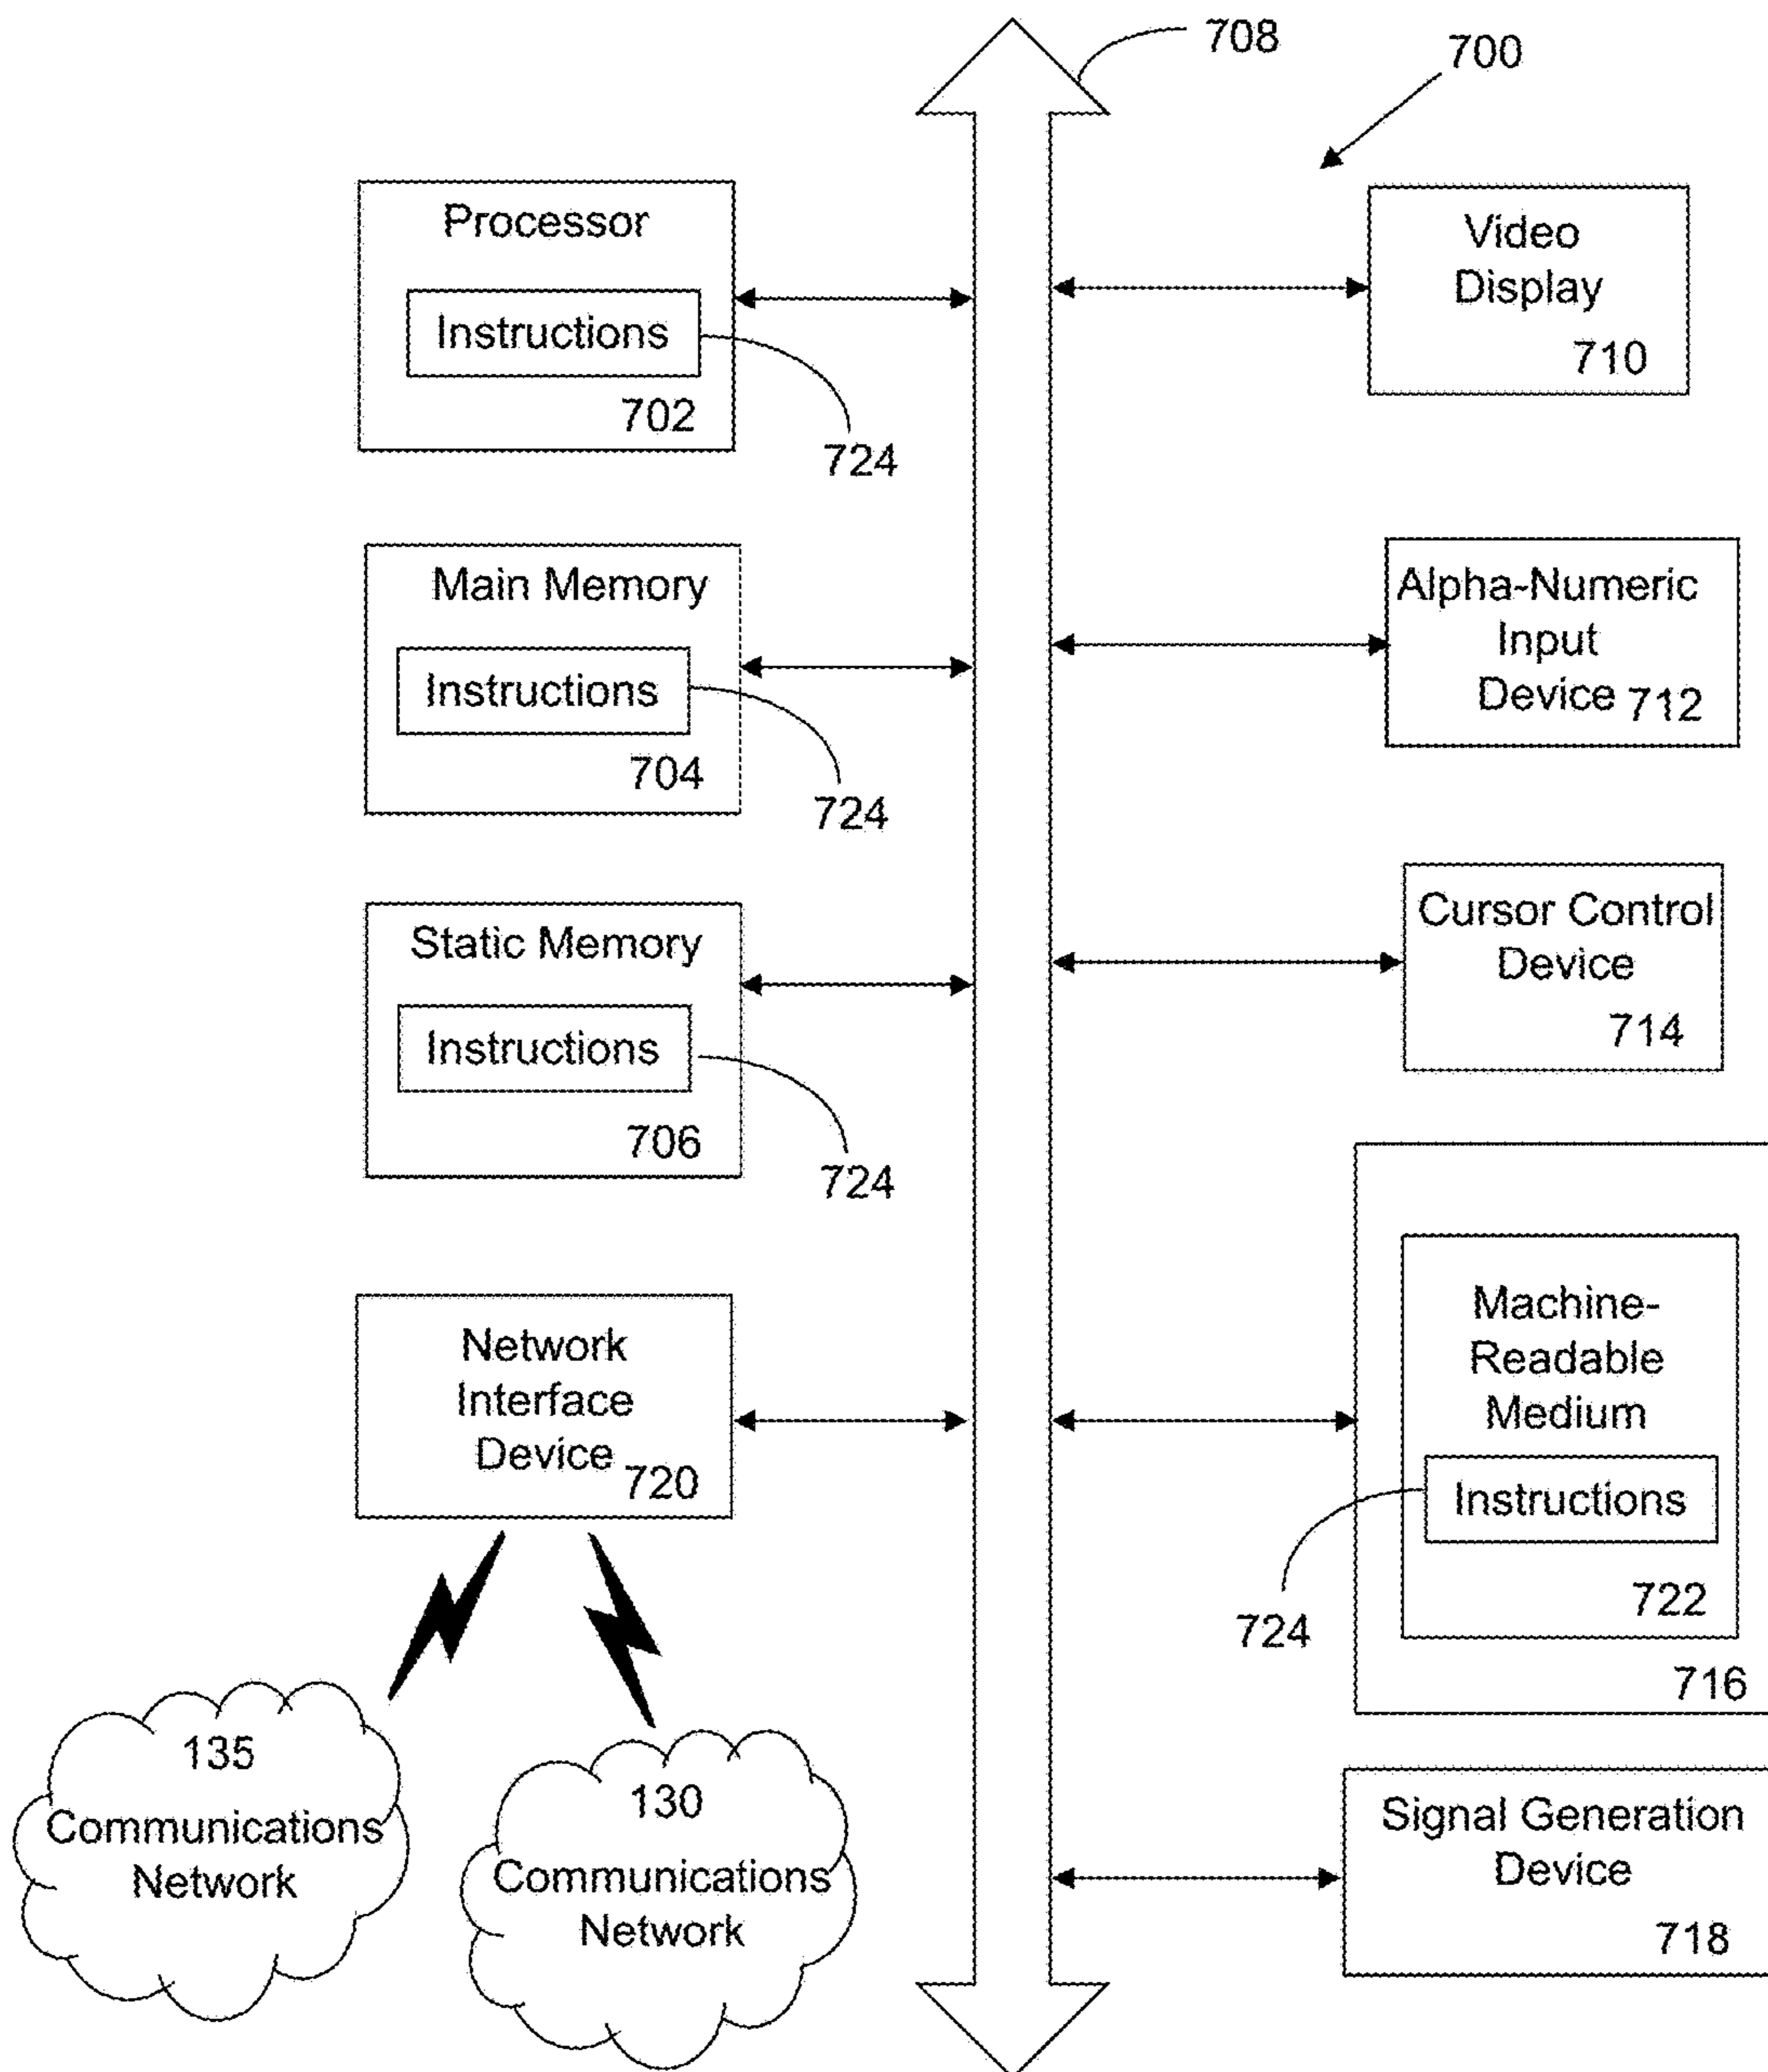 708
700
Processor
Instructions
702
724
Video
Display
710
Main Memory
Instructions
704
724
Alpha-Numeric
Input
Device 712
Static Memory
Instructions
706
724
Cursor Control
Device
714
Network
Interface
Device 720
Machine-
Readable
Medium
Instructions
722
724
716
135
Communications
Network
130
Communications
Network
Signal Generation
Device
718